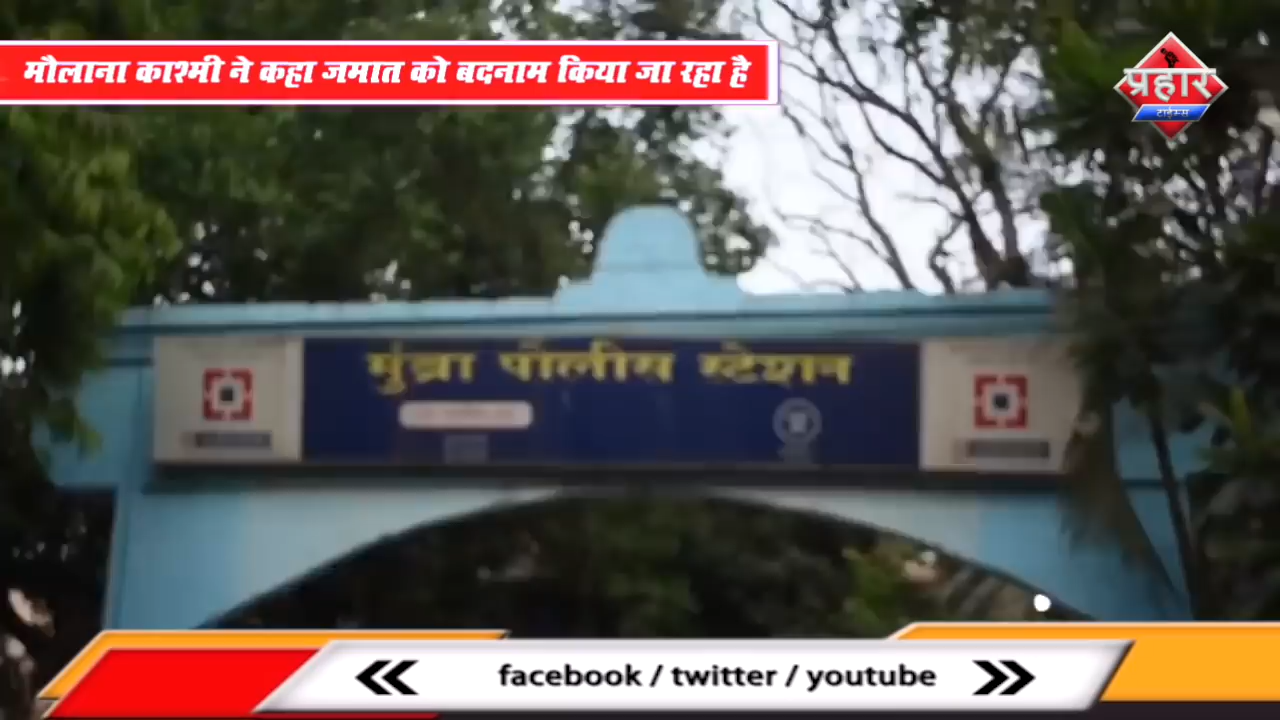 मौलाना काश्मी ने कहा जमात को बदनाम किया जा रहा है
प्रहार
टाईम्स
मुंब्रा पोलीस स्टेशन
facebook / twitter / youtube